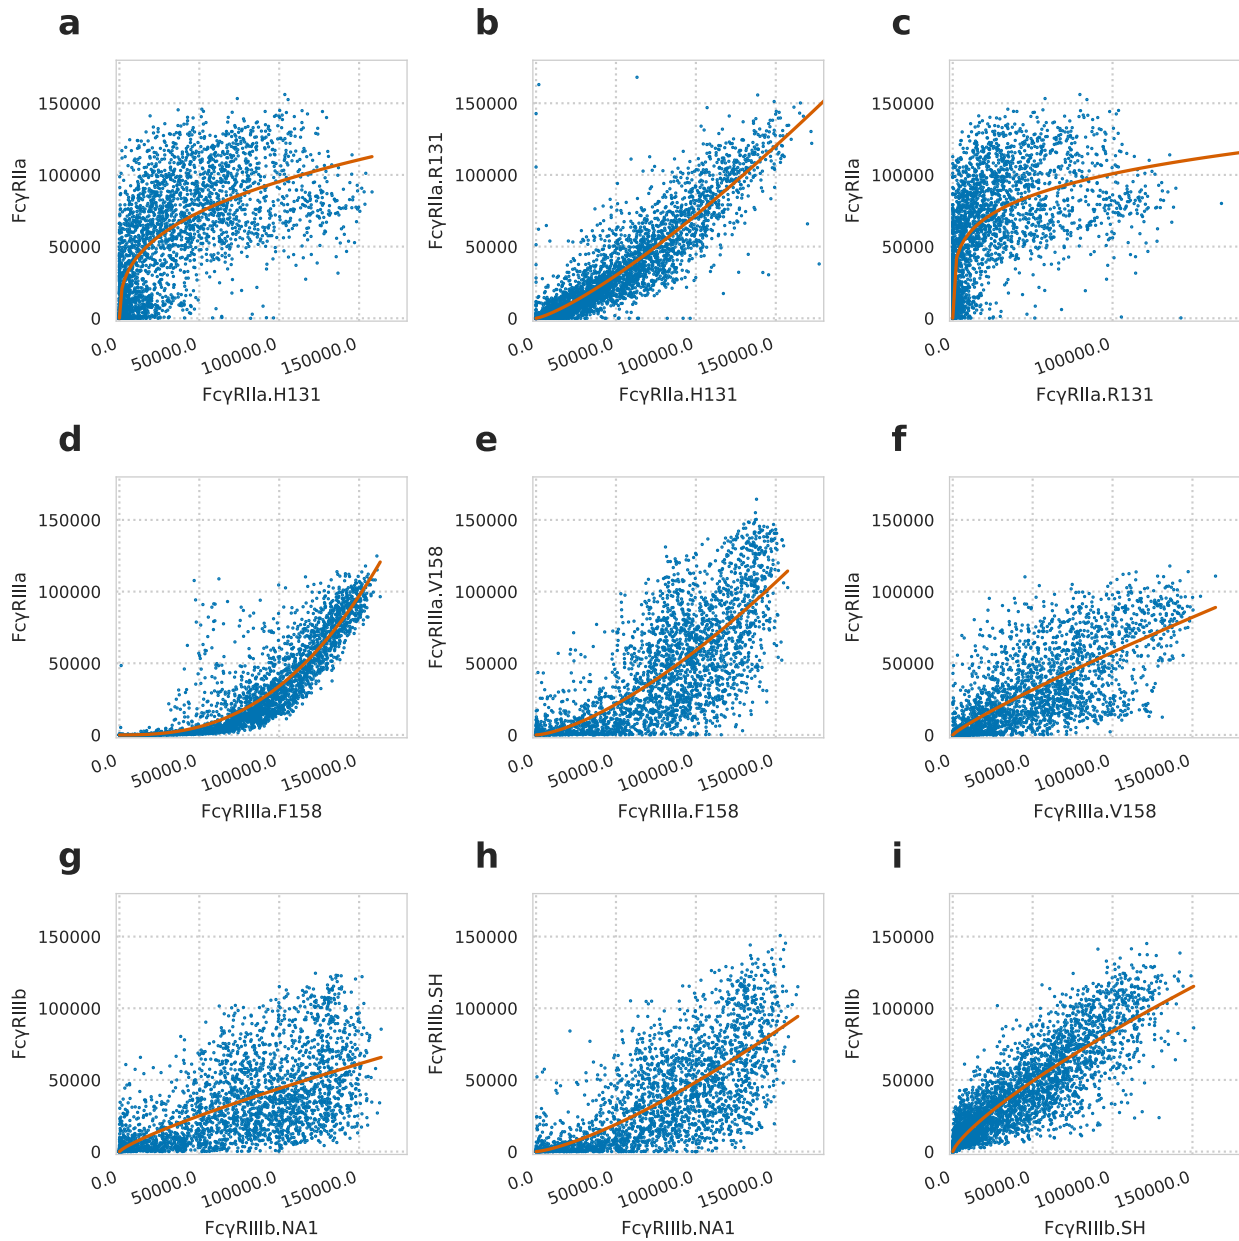 a
b
c
FcγRIIa
150000
100000
50000
0
0.0
50000.0
100000.0
150000.0
FcγRIIa.H131
FcγRIIa.R131
150000
100000
50000
0
0.0
50000.0
100000.0
150000.0
FcγRIIa.H131
FcγRIIa
150000
100000
50000
0
0.0
100000.0
FcγRIIa.R131
d
e
f
FcγRIIIa
150000
100000
50000
0
0.0
50000.0
100000.0
150000.0
FcγRIIIa.F158
FcγRIIIa.V158
150000
100000
50000
0
0.0
50000.0
100000.0
150000.0
FcγRIIIa.F158
FcγRIIIa
150000
100000
50000
0
0.0
50000.0
100000.0
150000.0
FcγRIIIa.V158
g
h
i
FcγRIIIb
150000
100000
50000
0
0.0
50000.0
100000.0
150000.0
FcγRIIIb.NA1
FcγRIIIb.SH
150000
100000
50000
0
0.0
50000.0
100000.0
150000.0
FcγRIIIb.NA1
FcγRIIIb
150000
100000
50000
0
0.0
50000.0
100000.0
150000.0
FcγRIIIb.SH